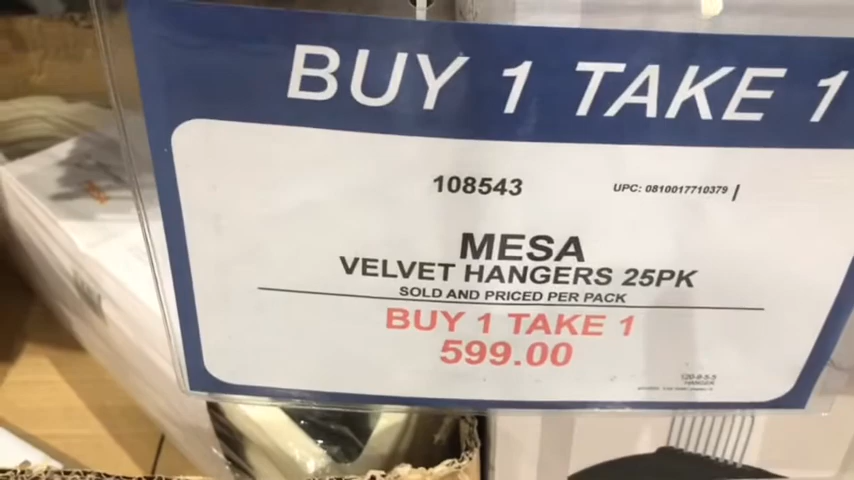 BUY 1 TAKE 1
108543 UPC: 0810017710379
MESA
VELVET HANGERS 25PK
SOLD AND PRICED PER PACK
BUY 1 TAKE 1
599.00
HANGER